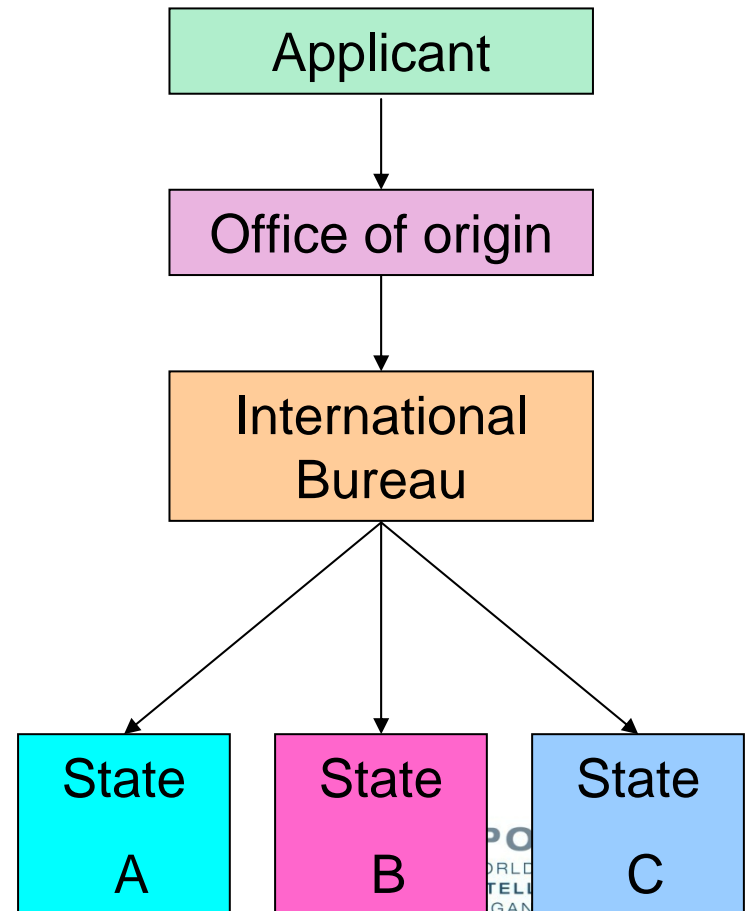 Applicant
Office of origin
International
Bureau
State
State
State
A
B
C